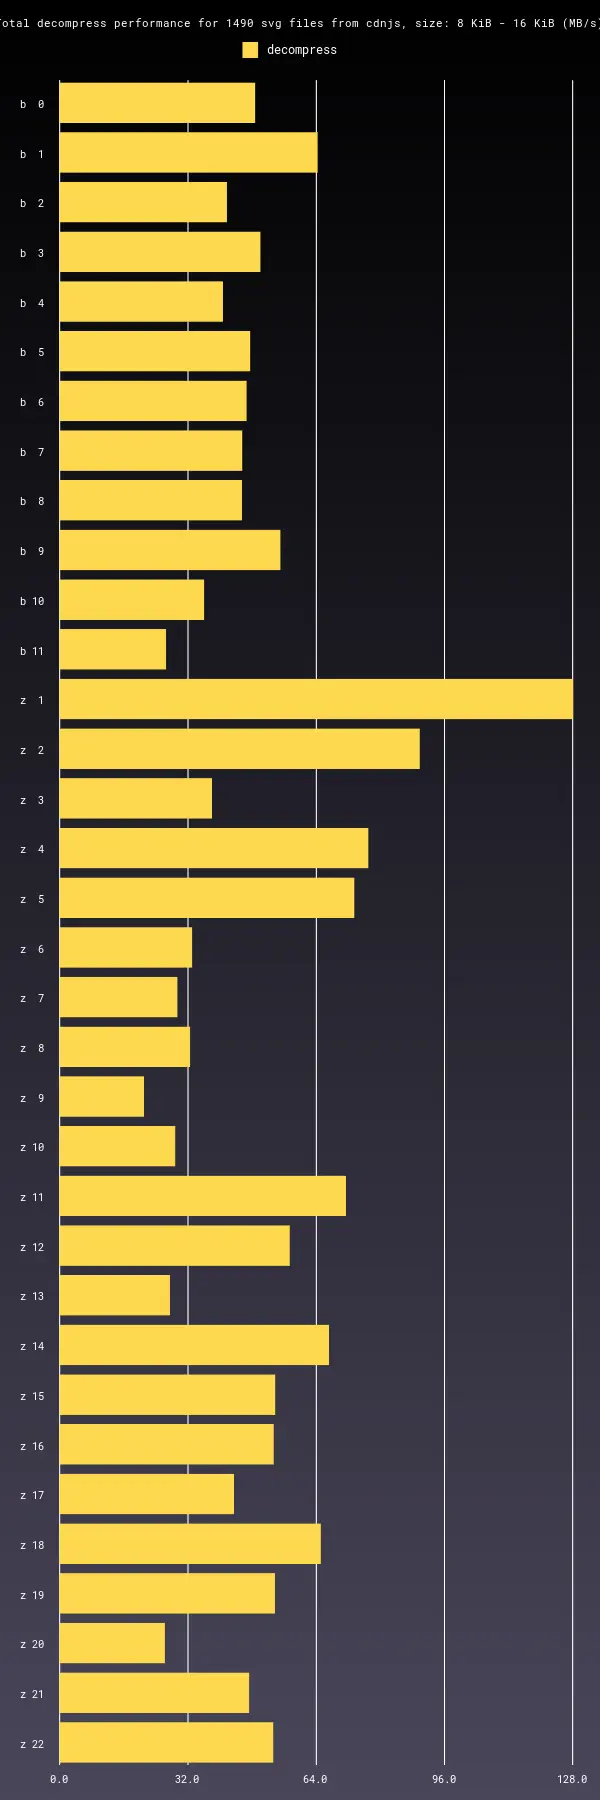 otal decompress performance for 1490 svg files from cdnjs, size: 8 KiB - 16 KiB (MB/s
decompress
b 0
b 1
b 2
b 3
b 4
b 5
b 6
b 7
b 8
b 9
b 10
b 11
z 1
z 2
z 3
z 4
z 5
z 6
z 7
z 8
z 9
z 10
z 11
z 12
z 13
z 14
z 15
z 16
z 17
z 18
z 19
z 20
z 21
z 22
0.0 32.0 64.0 96.0 128.0